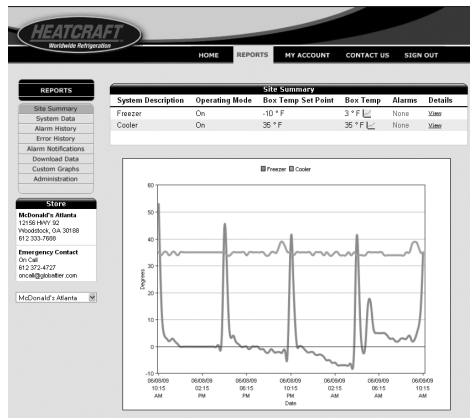 HEATCRAFT
Worldwide Refrigeration
HOME REPORTS MY ACCOUNT CONTACT US SIGN OUT
REPORTS
Site Summary
System Data
Alarm History
Error History
Alarm Notifications
Download Data
Custom Graphs
Administration
Store
McDonald's Atlanta
12156 HWY 92
Woodstock, GA 30188
612 333-7688
Emergency Contact
On Call
612 372-4727
oncall@globaltier.com
McDonald's Atlanta
Site Summary
System Description Operating Mode Box Temp Set Point Box Temp Alarms Details
Freezer On -10 ° F 3 ° F None View
Cooler On 35 ° F 35 ° F None View
Freezer Cooler
60
50
40
30
20
10
0
-10
Degrees
06/08/09 06/08/09 06/08/09 06/08/09 06/09/09 06/09/09 06/09/09
10:15 02:15 06:15 10:15 02:15 06:15 10:15
AM PM PM PM AM AM AM
Date